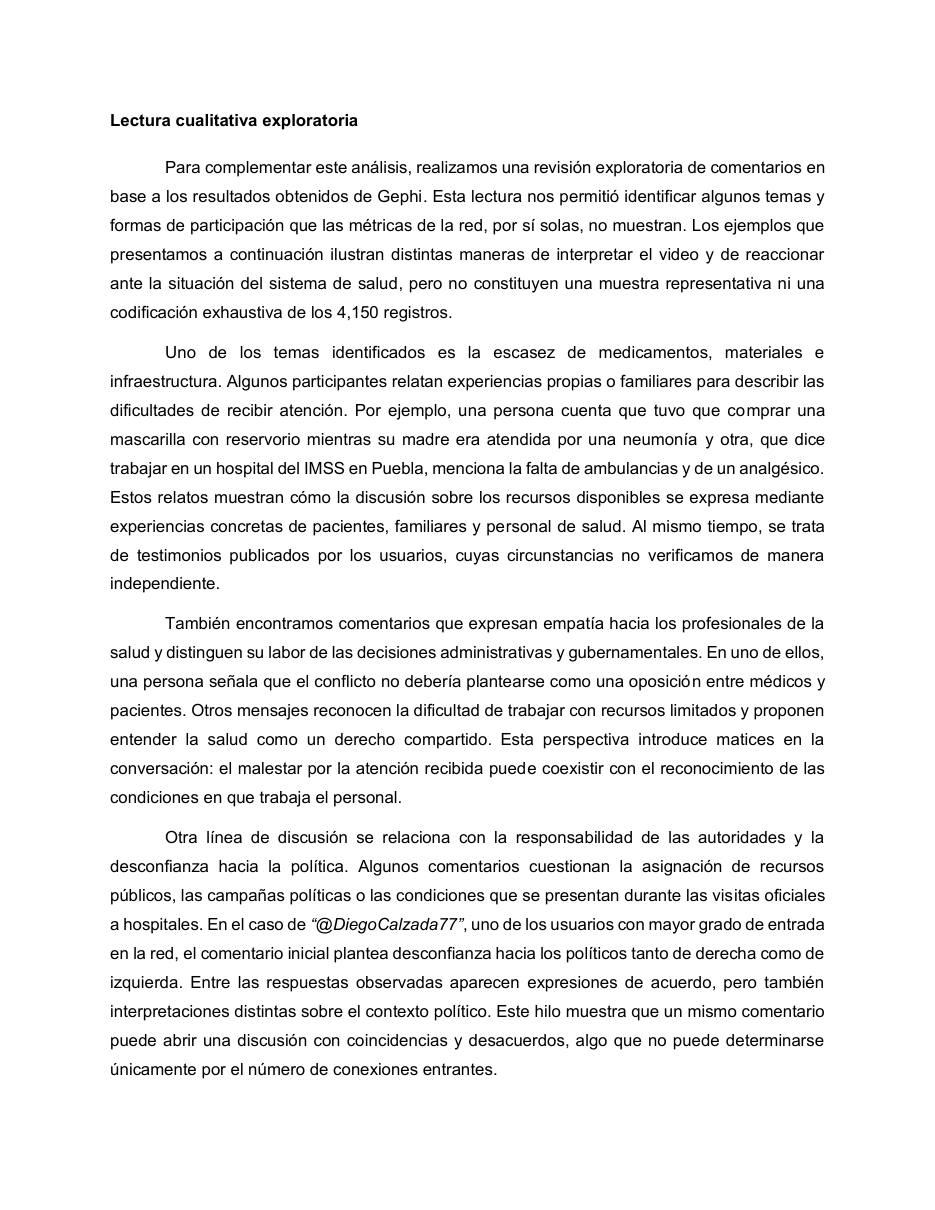 Lectura cualitativa exploratoria
Para complementar este análisis, realizamos una revisión exploratoria de comentarios en
base a los resultados obtenidos de Gephi. Esta lectura nos permitió identificar algunos temas y
formas de participación que las métricas de la red, por sí solas, no muestran. Los ejemplos que
presentamos a continuación ilustran distintas maneras de interpretar el video y de reaccionar
ante la situación del sistema de salud, pero no constituyen una muestra representativa ni una
codificación exhaustiva de los 4,150 registros.
Uno de los temas identificados es la escasez de medicamentos, materiales e
infraestructura. Algunos participantes relatan experiencias propias o familiares para describir las
dificultades de recibir atención. Por ejemplo, una persona cuenta que tuvo que comprar una
mascarilla con reservorio mientras su madre era atendida por una neumonía y otra, que dice
trabajar en un hospital del IMSS en Puebla, menciona la falta de ambulancias y de un analgésico.
Estos relatos muestran cómo la discusión sobre los recursos disponibles se expresa mediante
experiencias concretas de pacientes, familiares y personal de salud. Al mismo tiempo, se trata
de testimonios publicados por los usuarios, cuyas circunstancias no verificamos de manera
independiente.
También encontramos comentarios que expresan empatía hacia los profesionales de la
salud y distinguen su labor de las decisiones administrativas y gubernamentales. En uno de ellos,
una persona señala que el conflicto no debería plantearse como una oposición entre médicos y
pacientes. Otros mensajes reconocen la dificultad de trabajar con recursos limitados y proponen
entender la salud como un derecho compartido. Esta perspectiva introduce matices en la
conversación: el malestar por la atención recibida puede coexistir con el reconocimiento de las
condiciones en que trabaja el personal.
Otra línea de discusión se relaciona con la responsabilidad de las autoridades y la
desconfianza hacia la política. Algunos comentarios cuestionan la asignación de recursos
públicos, las campañas políticas o las condiciones que se presentan durante las visitas oficiales
a hospitales. En el caso de “@DiegoCalzada77”, uno de los usuarios con mayor grado de entrada
en la red, el comentario inicial plantea desconfianza hacia los políticos tanto de derecha como de
izquierda. Entre las respuestas observadas aparecen expresiones de acuerdo, pero también
interpretaciones distintas sobre el contexto político. Este hilo muestra que un mismo comentario
puede abrir una discusión con coincidencias y desacuerdos, algo que no puede determinarse
únicamente por el número de conexiones entrantes.